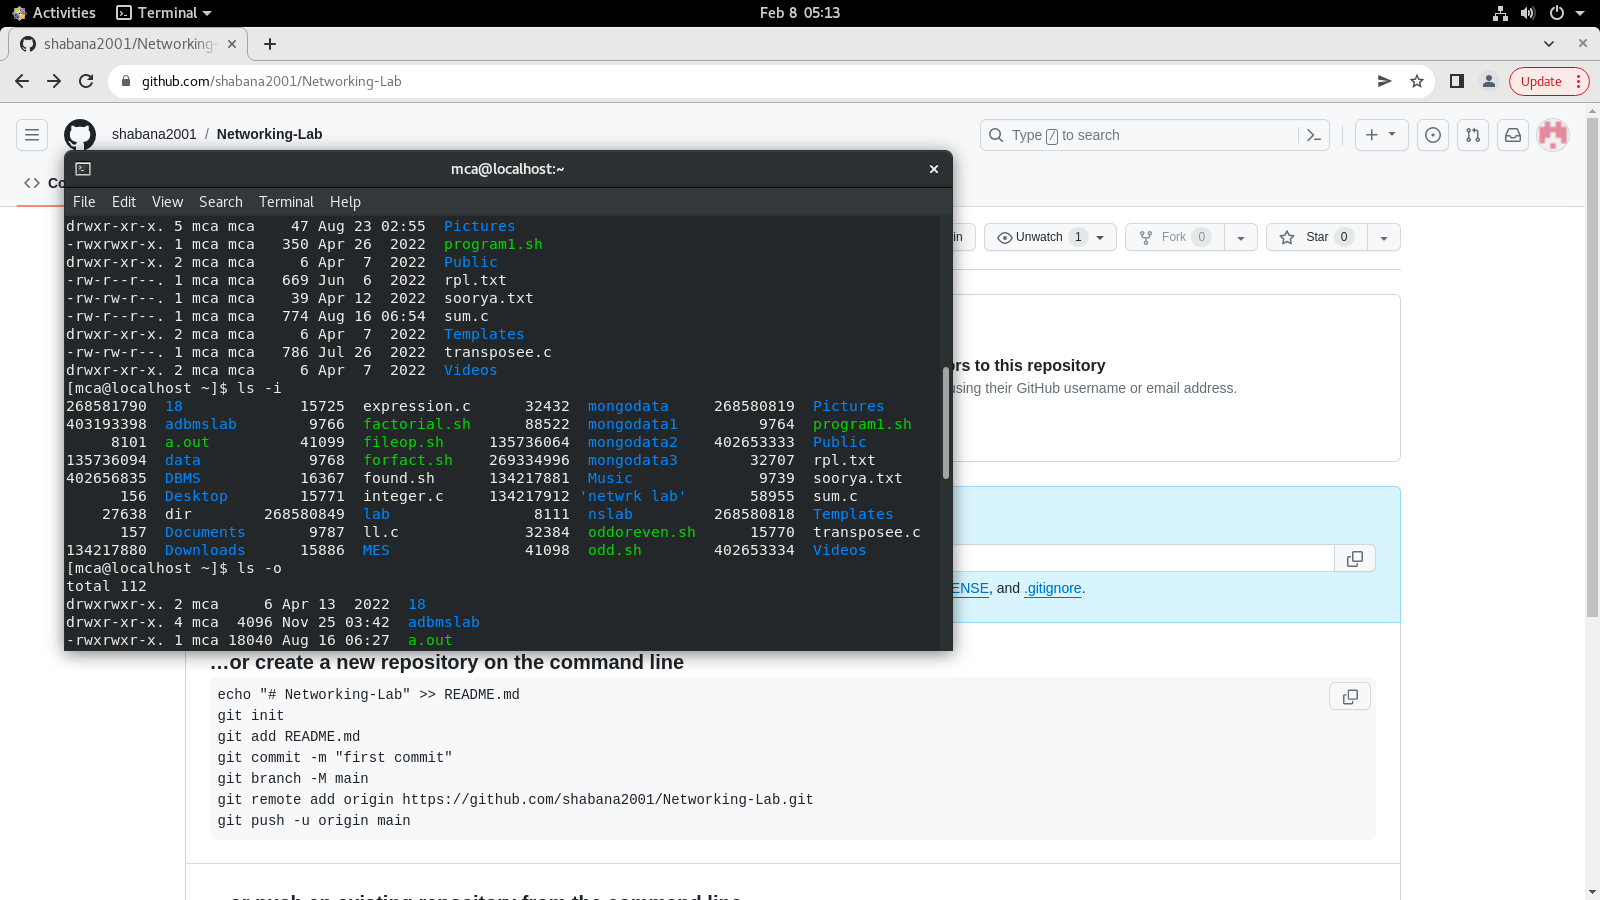 Activities Terminal Feb 8 05:13
shabana2001/Networking-
github.com/shabana2001/Networking-Lab Update
shabana2001 / Networking-Lab Type / to search
mca@localhost:~
<> Co
File Edit View Search Terminal Help
in Unwatch 1 Fork 0 Star 0
drwxr-xr-x. 5 mca mca    47 Aug 23 02:55  Pictures
-rwxrwxr-x. 1 mca mca   350 Apr 26  2022  program1.sh
drwxr-xr-x. 2 mca mca     6 Apr  7  2022  Public
-rw-r--r--. 1 mca mca   669 Jun  6  2022  rpl.txt
-rw-rw-r--. 1 mca mca    39 Apr 12  2022  soorya.txt
-rw-r--r--. 1 mca mca   774 Aug 16 06:54  sum.c
drwxr-xr-x. 2 mca mca     6 Apr  7  2022  Templates
-rw-rw-r--. 1 mca mca   786 Jul 26  2022  transposee.c
drwxr-xr-x. 2 mca mca     6 Apr  7  2022  Videos
[mca@localhost ~]$ ls -i
268581790  18             15725  expression.c      32432  mongodata     268580819  Pictures
403193398  adbmslab        9766  factorial.sh      88522  mongodata1         9764  program1.sh
     8101  a.out          41099  fileop.sh     135736064  mongodata2    402653333  Public
135736094  data            9768  forfact.sh    269334996  mongodata3        32707  rpl.txt
402656835  DBMS           16367  found.sh      134217881  Music              9739  soorya.txt
      156  Desktop        15771  integer.c     134217912 'netwrk lab'       58955  sum.c
    27638  dir        268580849  lab                8111  nslab         268580818  Templates
      157  Documents       9787  ll.c              32384  oddoreven.sh      15770  transposee.c
134217880  Downloads      15886  MES               41098  odd.sh        402653334  Videos
[mca@localhost ~]$ ls -o
total 112
drwxrwxr-x. 2 mca     6 Apr 13  2022  18
drwxr-xr-x. 4 mca  4096 Nov 25 03:42  adbmslab
-rwxrwxr-x. 1 mca 18040 Aug 16 06:27  a.out
ors to this repository
using their GitHub username or email address.
ENSE, and .gitignore.
...or create a new repository on the command line
echo "# Networking-Lab" >> README.md
git init
git add README.md
git commit -m "first commit"
git branch -M main
git remote add origin https://github.com/shabana2001/Networking-Lab.git
git push -u origin main
...or push an existing repository from the command line